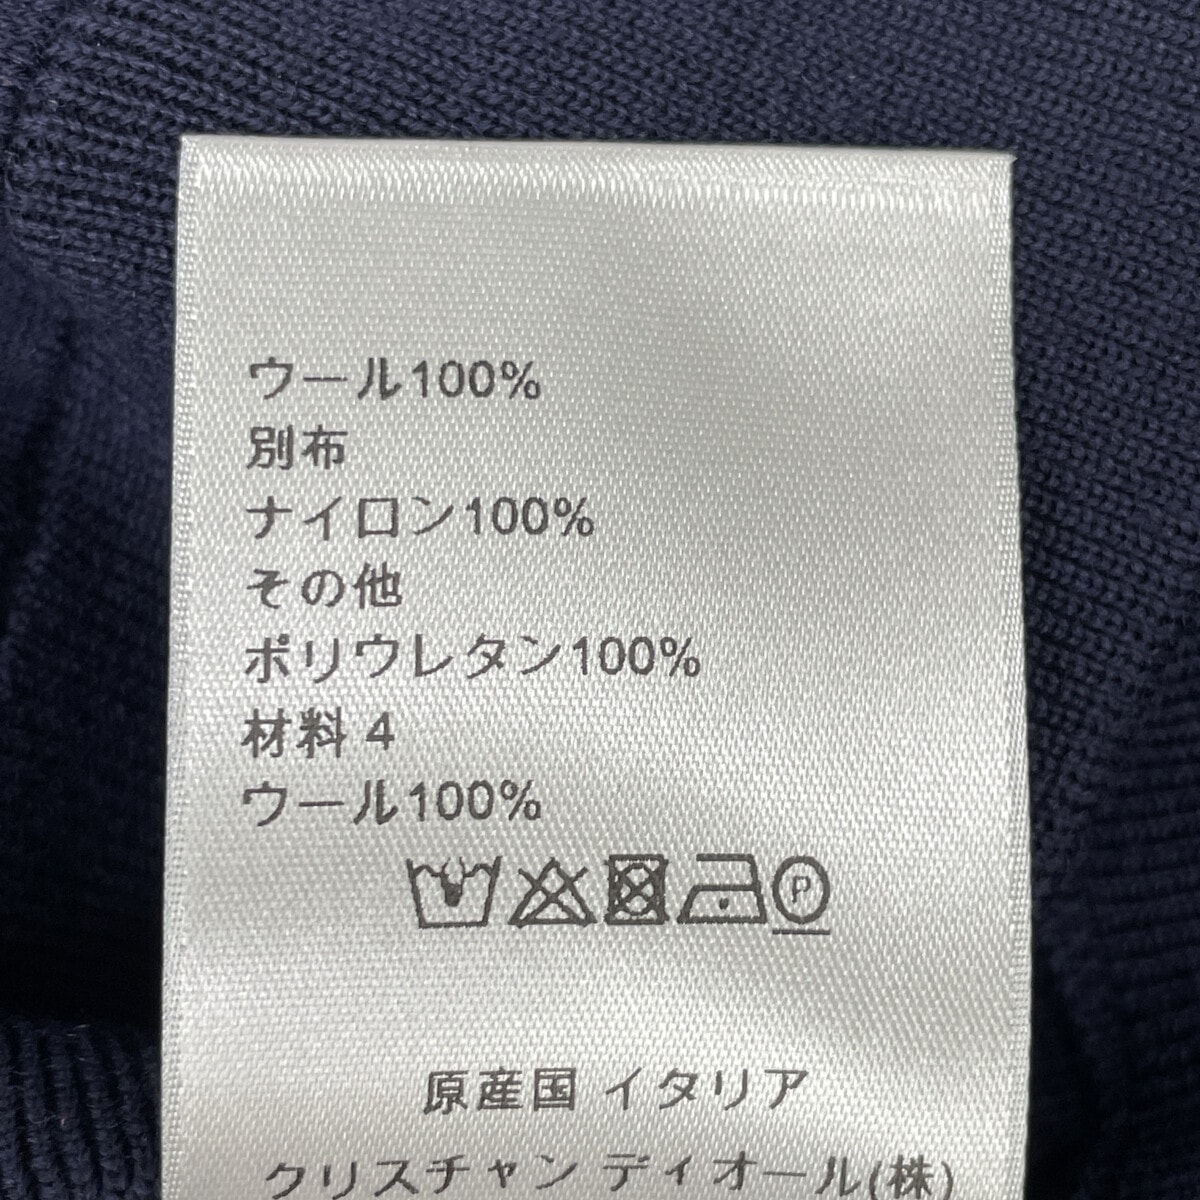 ウール100%
別布
ナイロン100%
その他
ポリウレタン100%
材料 4
ウール100%
P
原産国 イタリア
クリスチャン ディオール(株)